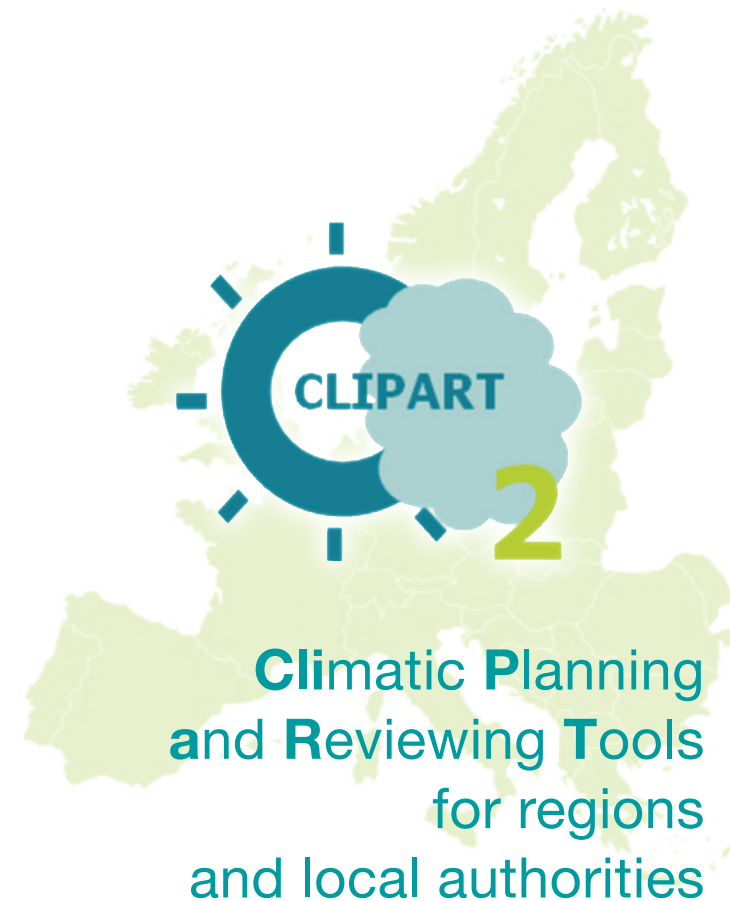 CLIPART
2
Climatic Planning
and Reviewing Tools
for regions
and local authorities